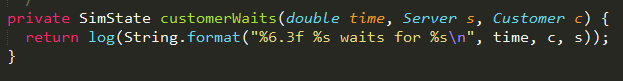 private SimState customerWaits(double time, Server s, Customer c) {
  return log(String.format("%6.3f %s waits for %s\n", time, c, s));
}